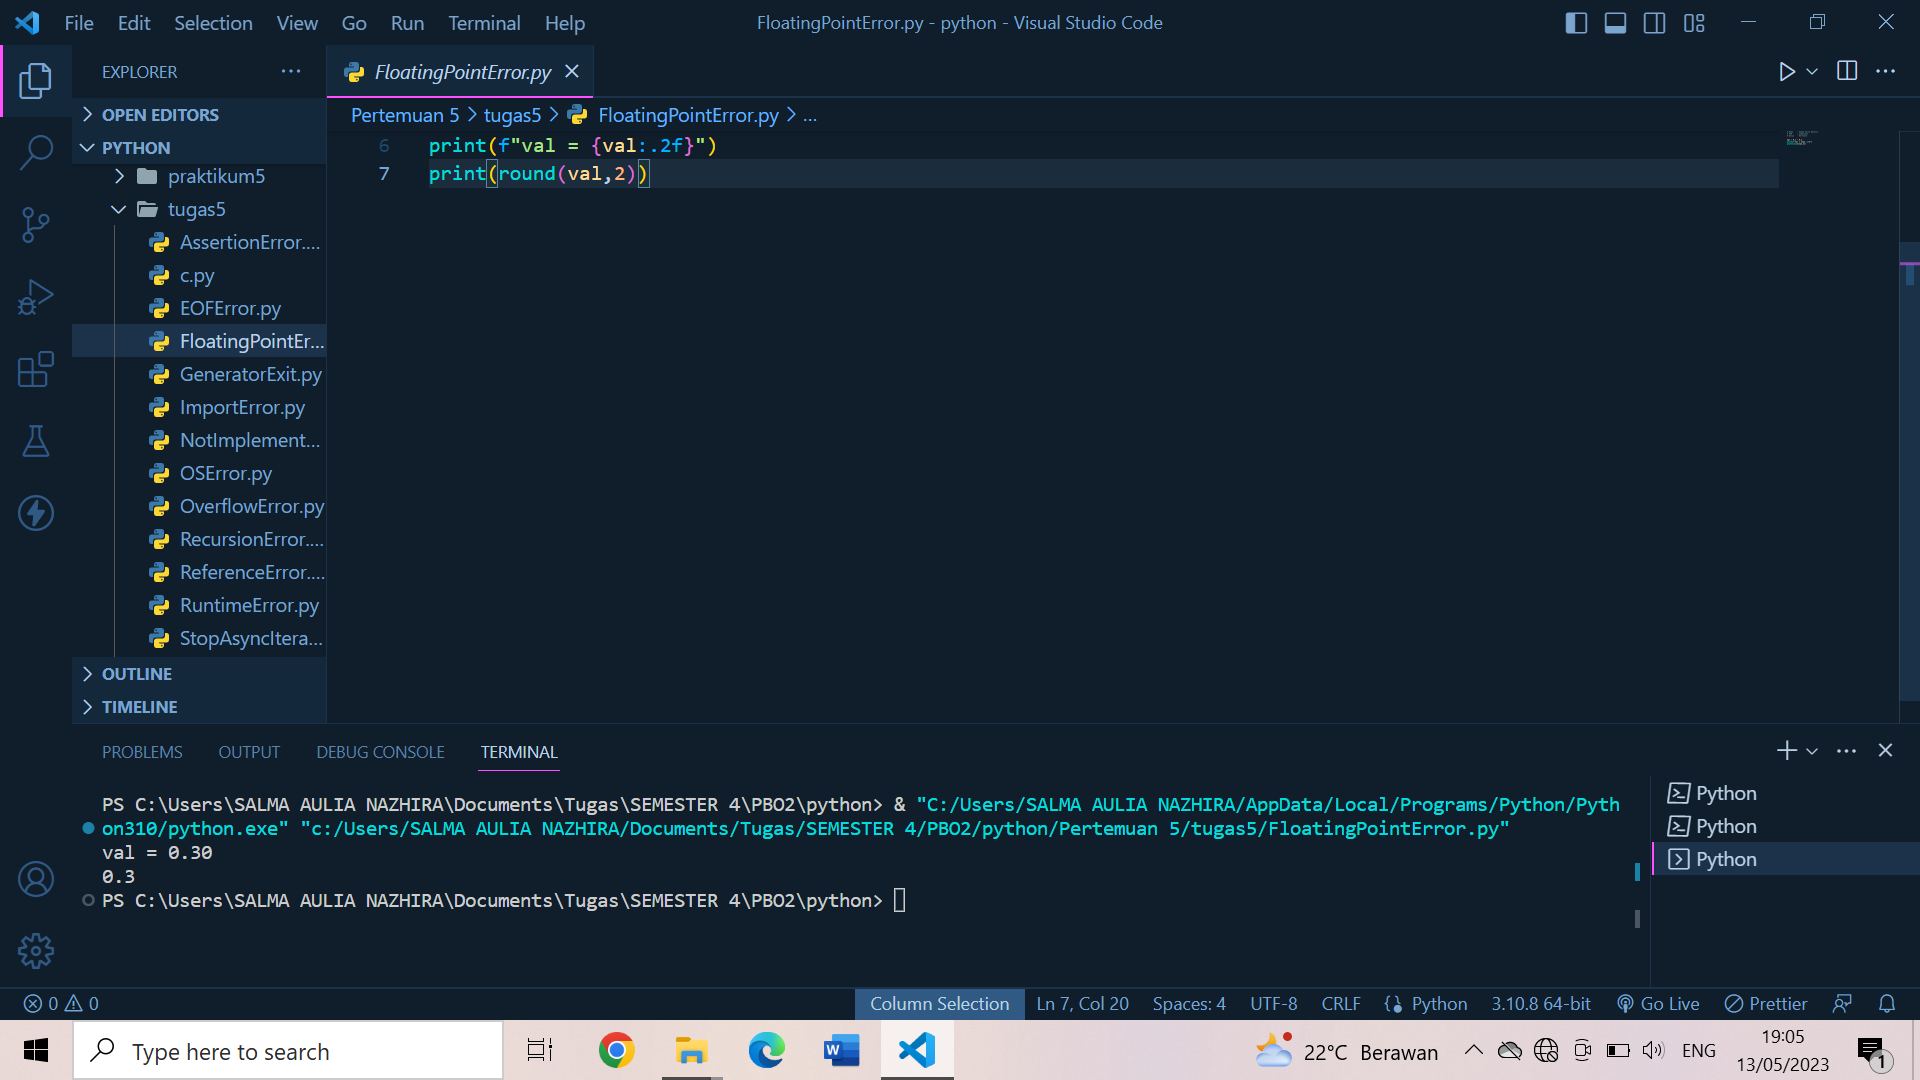 File Edit Selection View Go Run Terminal Help
FloatingPointError.py - python - Visual Studio Code
EXPLORER
FloatingPointError.py
OPEN EDITORS
PYTHON
praktikum5
tugas5
AssertionError....
c.py
EOFError.py
FloatingPointEr...
GeneratorExit.py
ImportError.py
NotImplement...
OSError.py
OverflowError.py
RecursionError....
ReferenceError....
RuntimeError.py
StopAsyncItera...
OUTLINE
TIMELINE
Pertemuan 5 > tugas5 > FloatingPointError.py > ...
6 print(f"val = {val:.2f}")
7 print(round(val,2))
PROBLEMS OUTPUT DEBUG CONSOLE TERMINAL
PS C:\Users\SALMA AULIA NAZHIRA\Documents\Tugas\SEMESTER 4\PBO2\python> & "C:/Users/SALMA AULIA NAZHIRA/AppData/Local/Programs/Python/Pyth
on310/python.exe" "c:/Users/SALMA AULIA NAZHIRA/Documents/Tugas/SEMESTER 4/PBO2/python/Pertemuan 5/tugas5/FloatingPointError.py"
val = 0.30
0.3
PS C:\Users\SALMA AULIA NAZHIRA\Documents\Tugas\SEMESTER 4\PBO2\python>
Python
Python
Python
0 0
Column Selection Ln 7, Col 20 Spaces: 4 UTF-8 CRLF Python 3.10.8 64-bit Go Live Prettier
Type here to search
W
22°C Berawan
ENG
19:05
13/05/2023
1